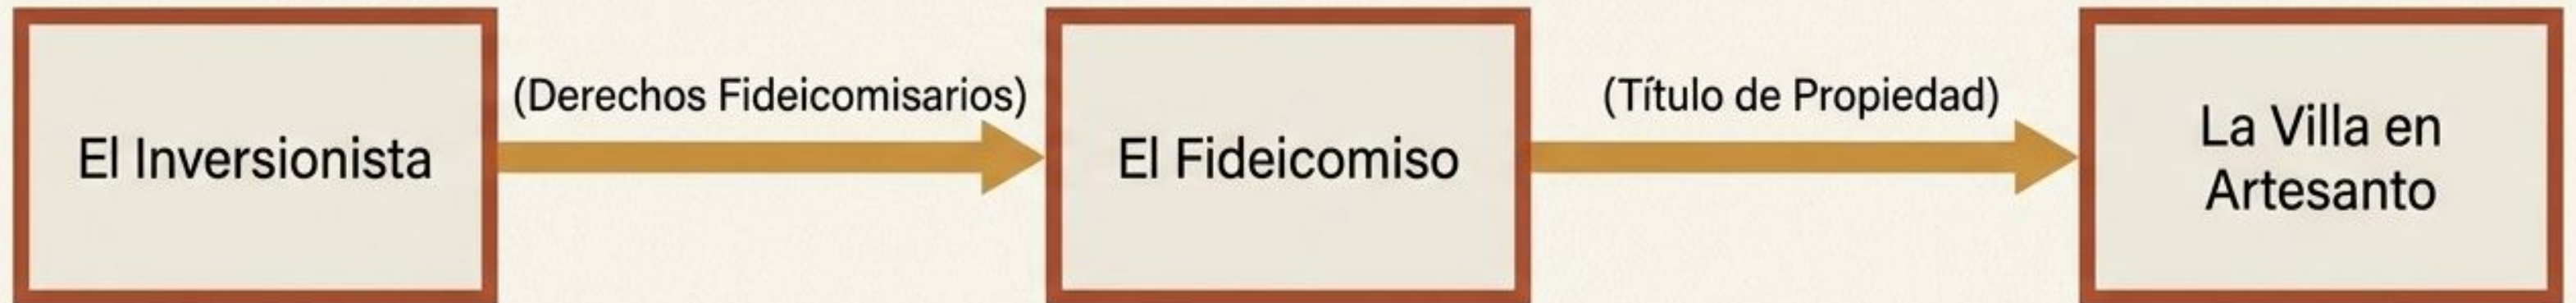 El Inversionista
(Derechos Fideicomisarios)
El Fideicomiso
(Título de Propiedad)
La Villa en
Artesanto